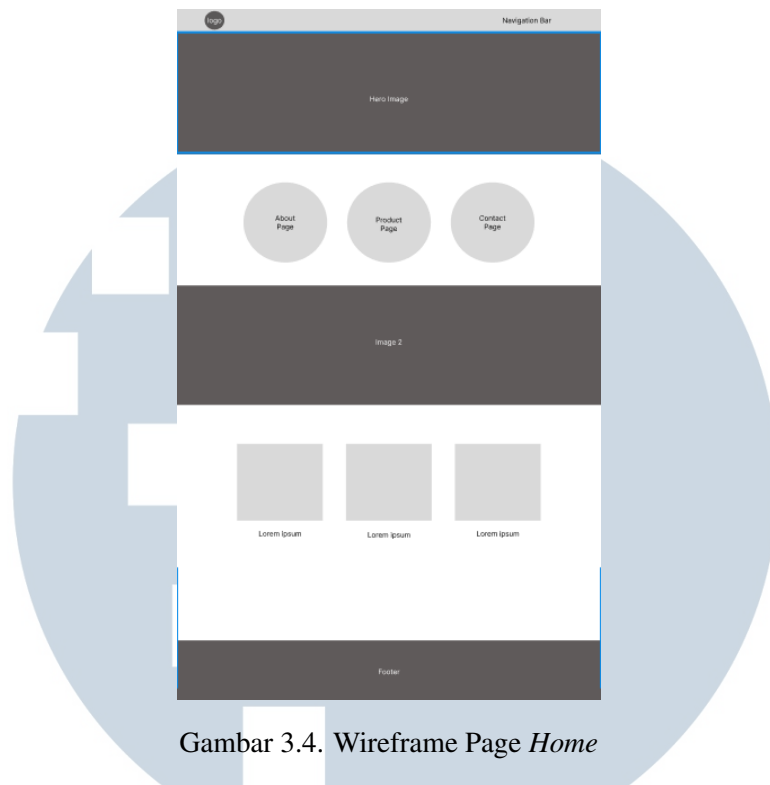 logo
Navigation Bar
Hero Image
About
Page
Product
Page
Contact
Page
Image 2
Lorem Ipsum
Lorem ipsum
Lorem ipsum
Footer
Gambar 3.4. Wireframe Page Home